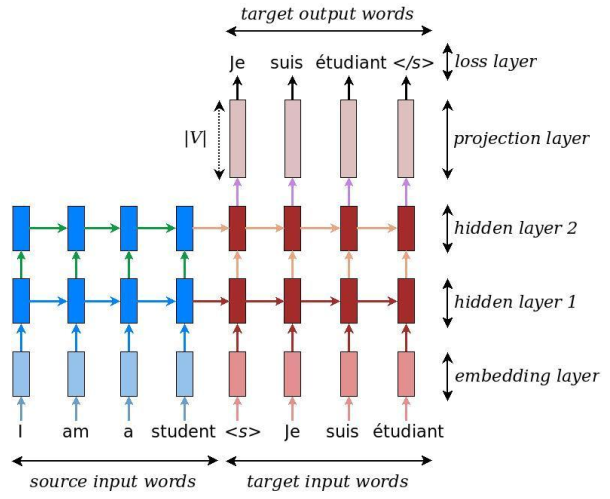 target output words
Je suis étudiant </s>
loss layer
|V|
projection layer
hidden layer 2
hidden layer 1
embedding layer
I am a student <s> Je suis étudiant
source input words
target input words